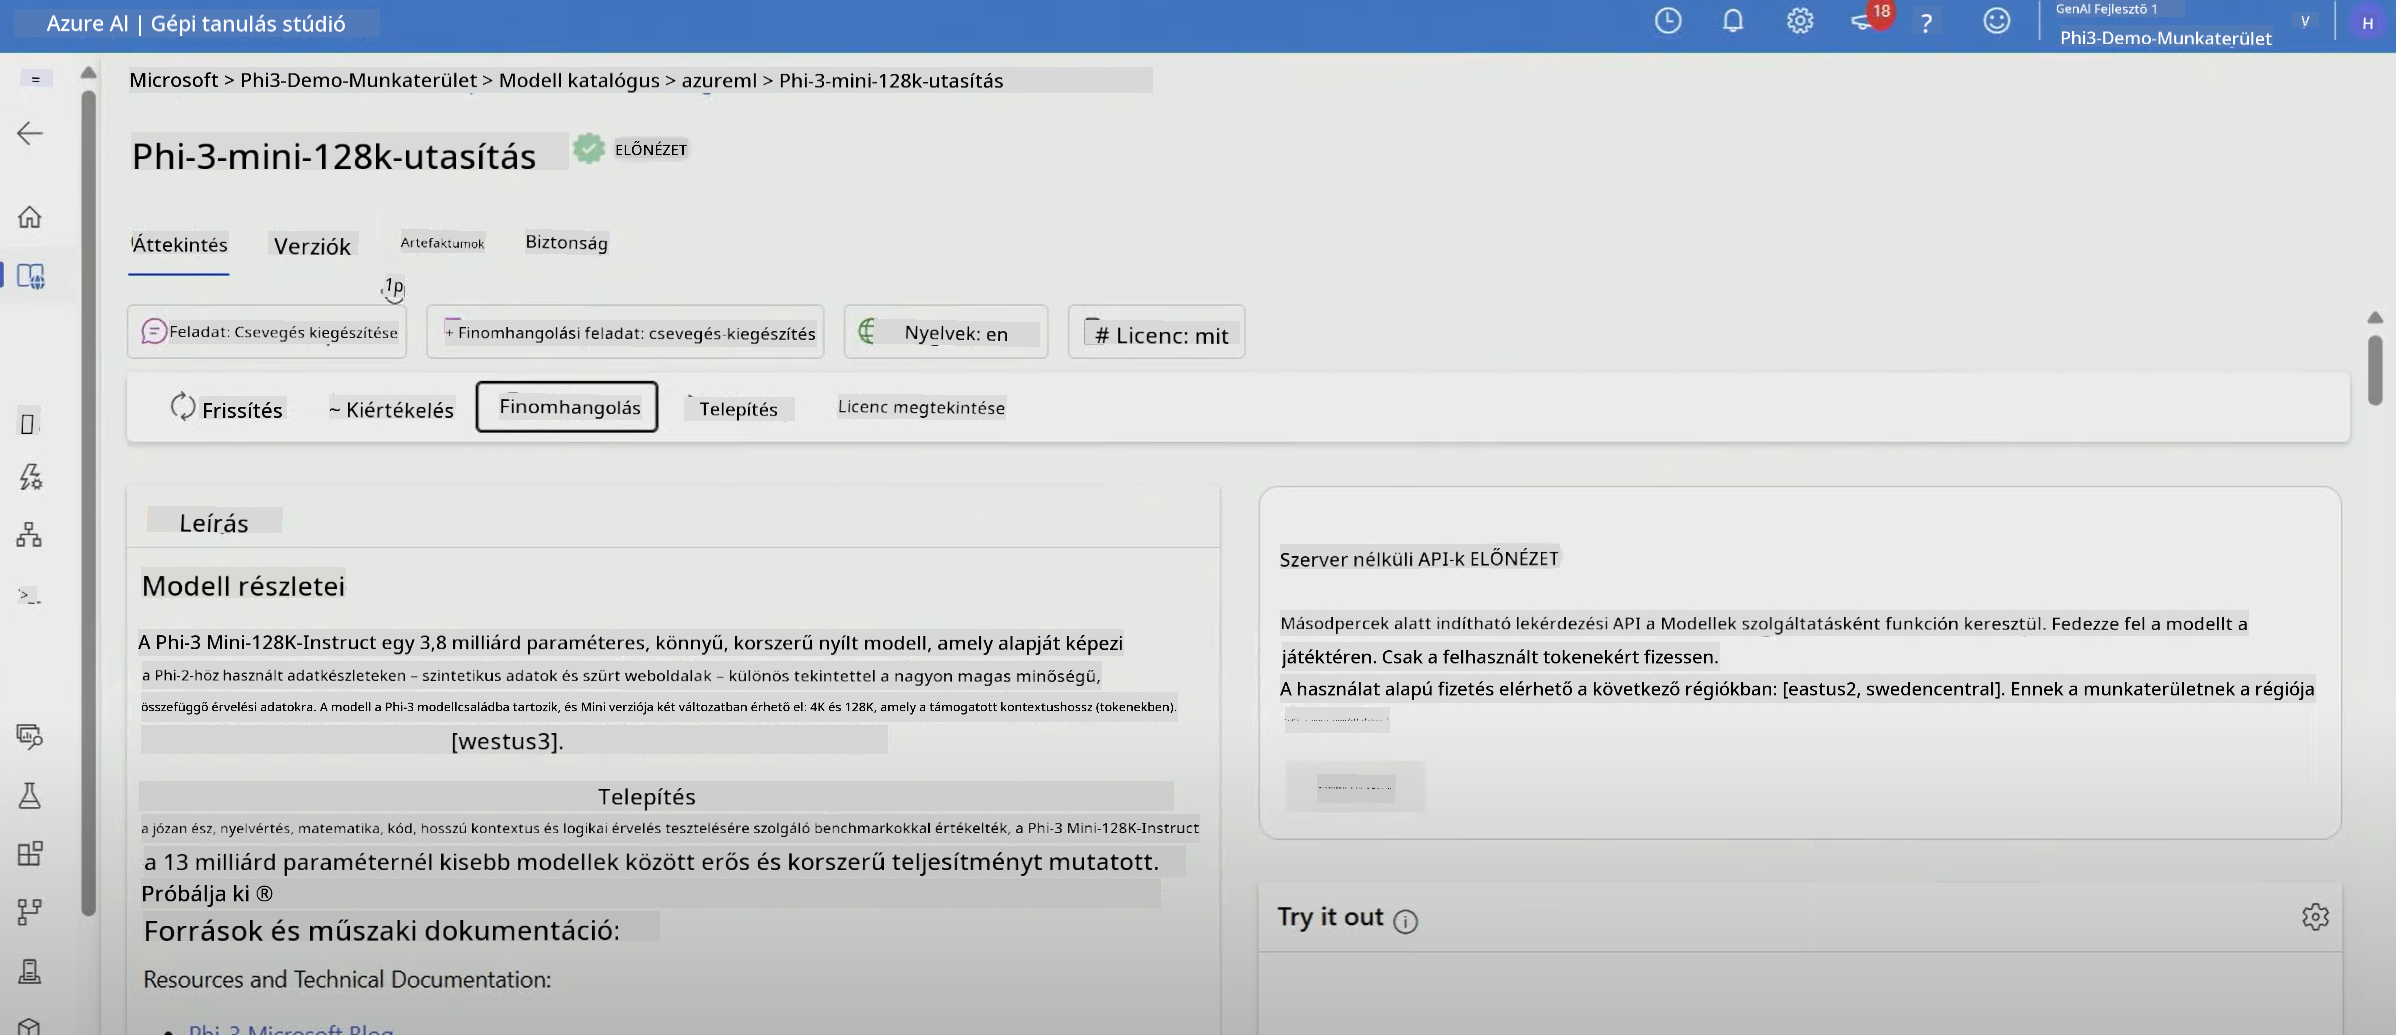 Azure AI | Gépi tanulás stúdió
18
?
GenAI Fejlesztő 1
Phi3-Demo-Munkaterület
V
H
Microsoft > Phi3-Demo-Munkaterület > Modell katalógus > azureml > Phi-3-mini-128k-utasítás
Phi-3-mini-128k-utasítás
ELŐNÉZET
Áttekintés
Verziók
Artefaktumok
Biztonság
1p
Feladat: Csevegés kiegészítése
+ Finomhangolási feladat: csevegés-kiegészítés
Nyelvek: en
# Licenc: mit
Frissítés
~ Kiértékelés
Finomhangolás
Telepítés
Licenc megtekintése
Leírás
Modell részletei
A Phi-3 Mini-128K-Instruct egy 3,8 milliárd paraméteres, könnyű, korszerű nyílt modell, amely alapját képezi
a Phi-2-höz használt adatkészleteken – szintetikus adatok és szűrt weboldalak – különös tekintettel a nagyon magas minőségű,
összefüggő érvelési adatokra. A modell a Phi-3 modellcsaládba tartozik, és Mini verziója két változatban érhető el: 4K és 128K, amely a támogatott kontextushossz (tokenekben).
[westus3].
Telepítés
a józan ész, nyelvértés, matematika, kód, hosszú kontextus és logikai érvelés tesztelésére szolgáló benchmarkokkal értékelték, a Phi-3 Mini-128K-Instruct
a 13 milliárd paraméternél kisebb modellek között erős és korszerű teljesítményt mutatott.
Próbálja ki ®
Források és műszaki dokumentáció:
Resources and Technical Documentation:
Phi-3 Microsoft Blog
Szerver nélküli API-k ELŐNÉZET
Másodpercek alatt indítható lekérdezési API a Modellek szolgáltatásként funkción keresztül. Fedezze fel a modellt a
játéktéren. Csak a felhasznált tokenekért fizessen.
A használat alapú fizetés elérhető a következő régiókban: [eastus2, swedencentral]. Ennek a munkaterületnek a régiója
Try it out